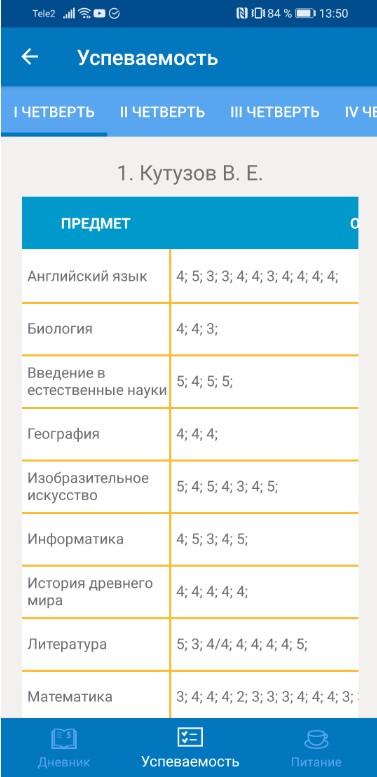 Tele2 84 % 13:50
Успеваемость
I ЧЕТВЕРТЬ II ЧЕТВЕРТЬ III ЧЕТВЕРТЬ IV ЧЕ
1. Кутузов В. Е.
ПРЕДМЕТ О
Английский язык 4; 5; 3; 3; 4; 4; 3; 4; 4; 4; 4;
Биология 4; 4; 3;
Введение в
естественные науки 5; 4; 5; 5;
География 4; 4; 4;
Изобразительное
искусство 5; 4; 5; 4; 3; 4; 5;
Информатика 4; 5; 3; 4; 5;
История древнего
мира 4; 4; 4; 4; 4;
Литература 5; 3; 4/4; 4; 4; 4; 4; 5;
Математика 3; 4; 4; 4; 2; 3; 3; 3; 4; 4; 4; 3;
Дневник Успеваемость Питание